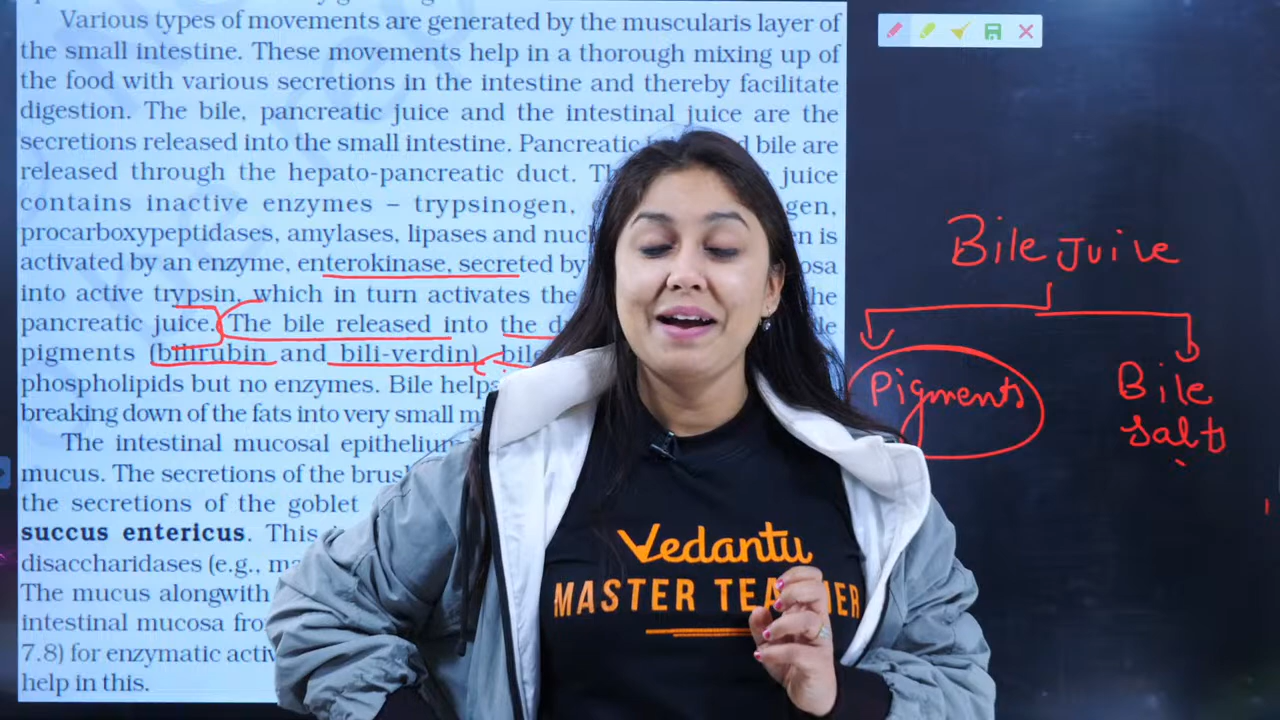 Various types of movements are generated by the muscularis layer of
the small intestine. These movements help in a thorough mixing up of
the food with various secretions in the intestine and thereby facilitate
digestion. The bile, pancreatic juice and the intestinal juice are the
secretions released into the small intestine. Pancreatic bile are
released through the hepato-pancreatic duct. juice
contains inactive enzymes – trypsinogen,
procarboxypeptidases, amylases, lipases and is
activated by an enzyme, enterokinase, secreted by
into active trypsin, which in turn activates the
pancreatic juice. The bile released into the
pigments (bilirubin and bili-verdin), bile
phospholipids but no enzymes. Bile helps
breaking down of the fats into very small
The intestinal mucosal
mucus. The secretions of the
the secretions of the goblet
succus entericus. This
disaccharidases (e.g.,
The mucus alongwith
intestinal mucosa
7.8) for enzymatic
help in this.
Bile Juice
Pigments
Bile
Salt
Vedantu
MASTER TEACHER